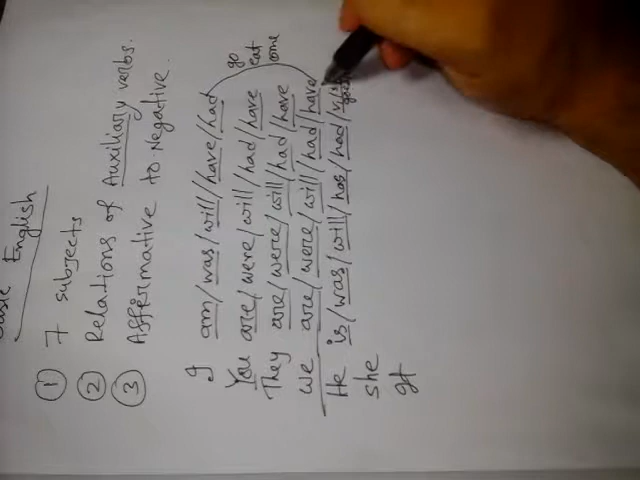 Basic English
① 7 subjects
② Relations of Auxiliary verbs.
③ Affirmative to Negative.
go
eat
come
I am/was/will/have/had
You are/were/will/had/have
They are/were/will/had/have
We are/were/will/had/have
He is/was/will/has/had/
she
It